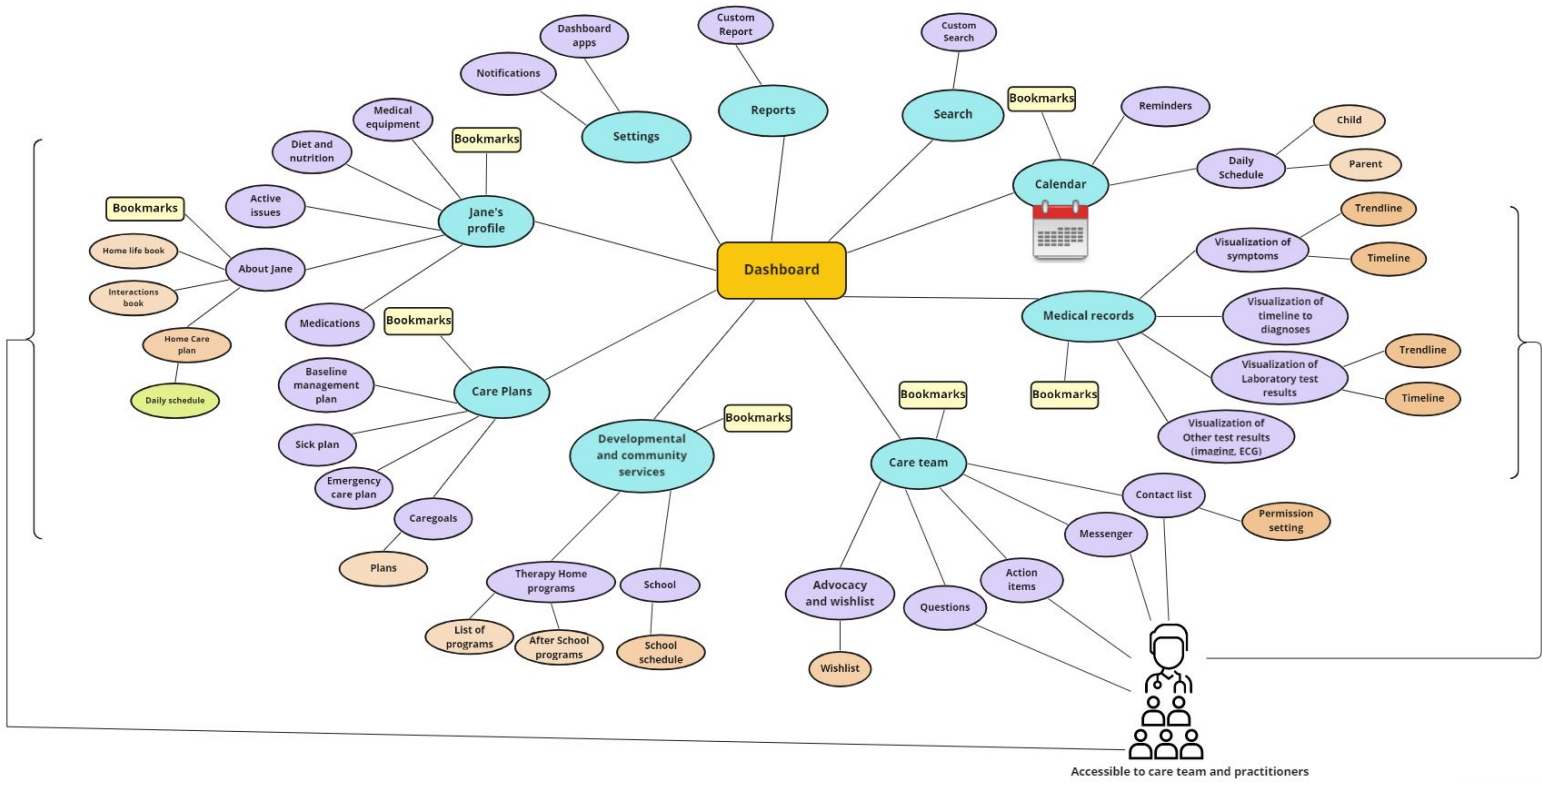 Dashboard
apps
Custom
Report
Custom
Search
Notifications
Settings
Reports
Search
Bookmarks
Reminders
Medical
equipment
Bookmarks
Diet and
nutrition
Active
issues
Jane's
profile
Bookmarks
Home life book
Interactions
book
About Jane
Home Care
plan
Daily schedule
Medications
Calendar
Daily
Schedule
Child
Parent
Dashboard
Visualization of
symptoms
Trendline
Timeline
Medical records
Visualization of
timeline to
diagnoses
Visualization of
Laboratory test
results
Trendline
Timeline
Bookmarks
Visualization of
Other test results
(imaging, ECG)
Bookmarks
Care Plans
Baseline
management
plan
Sick plan
Emergency
care plan
Caregoals
Plans
Developmental
and community
services
Bookmarks
Therapy Home
programs
School
List of
programs
After School
programs
School
schedule
Bookmarks
Care team
Contact list
Permission
setting
Messenger
Action
items
Questions
Advocacy
and wishlist
Wishlist
Accessible to care team and practitioners